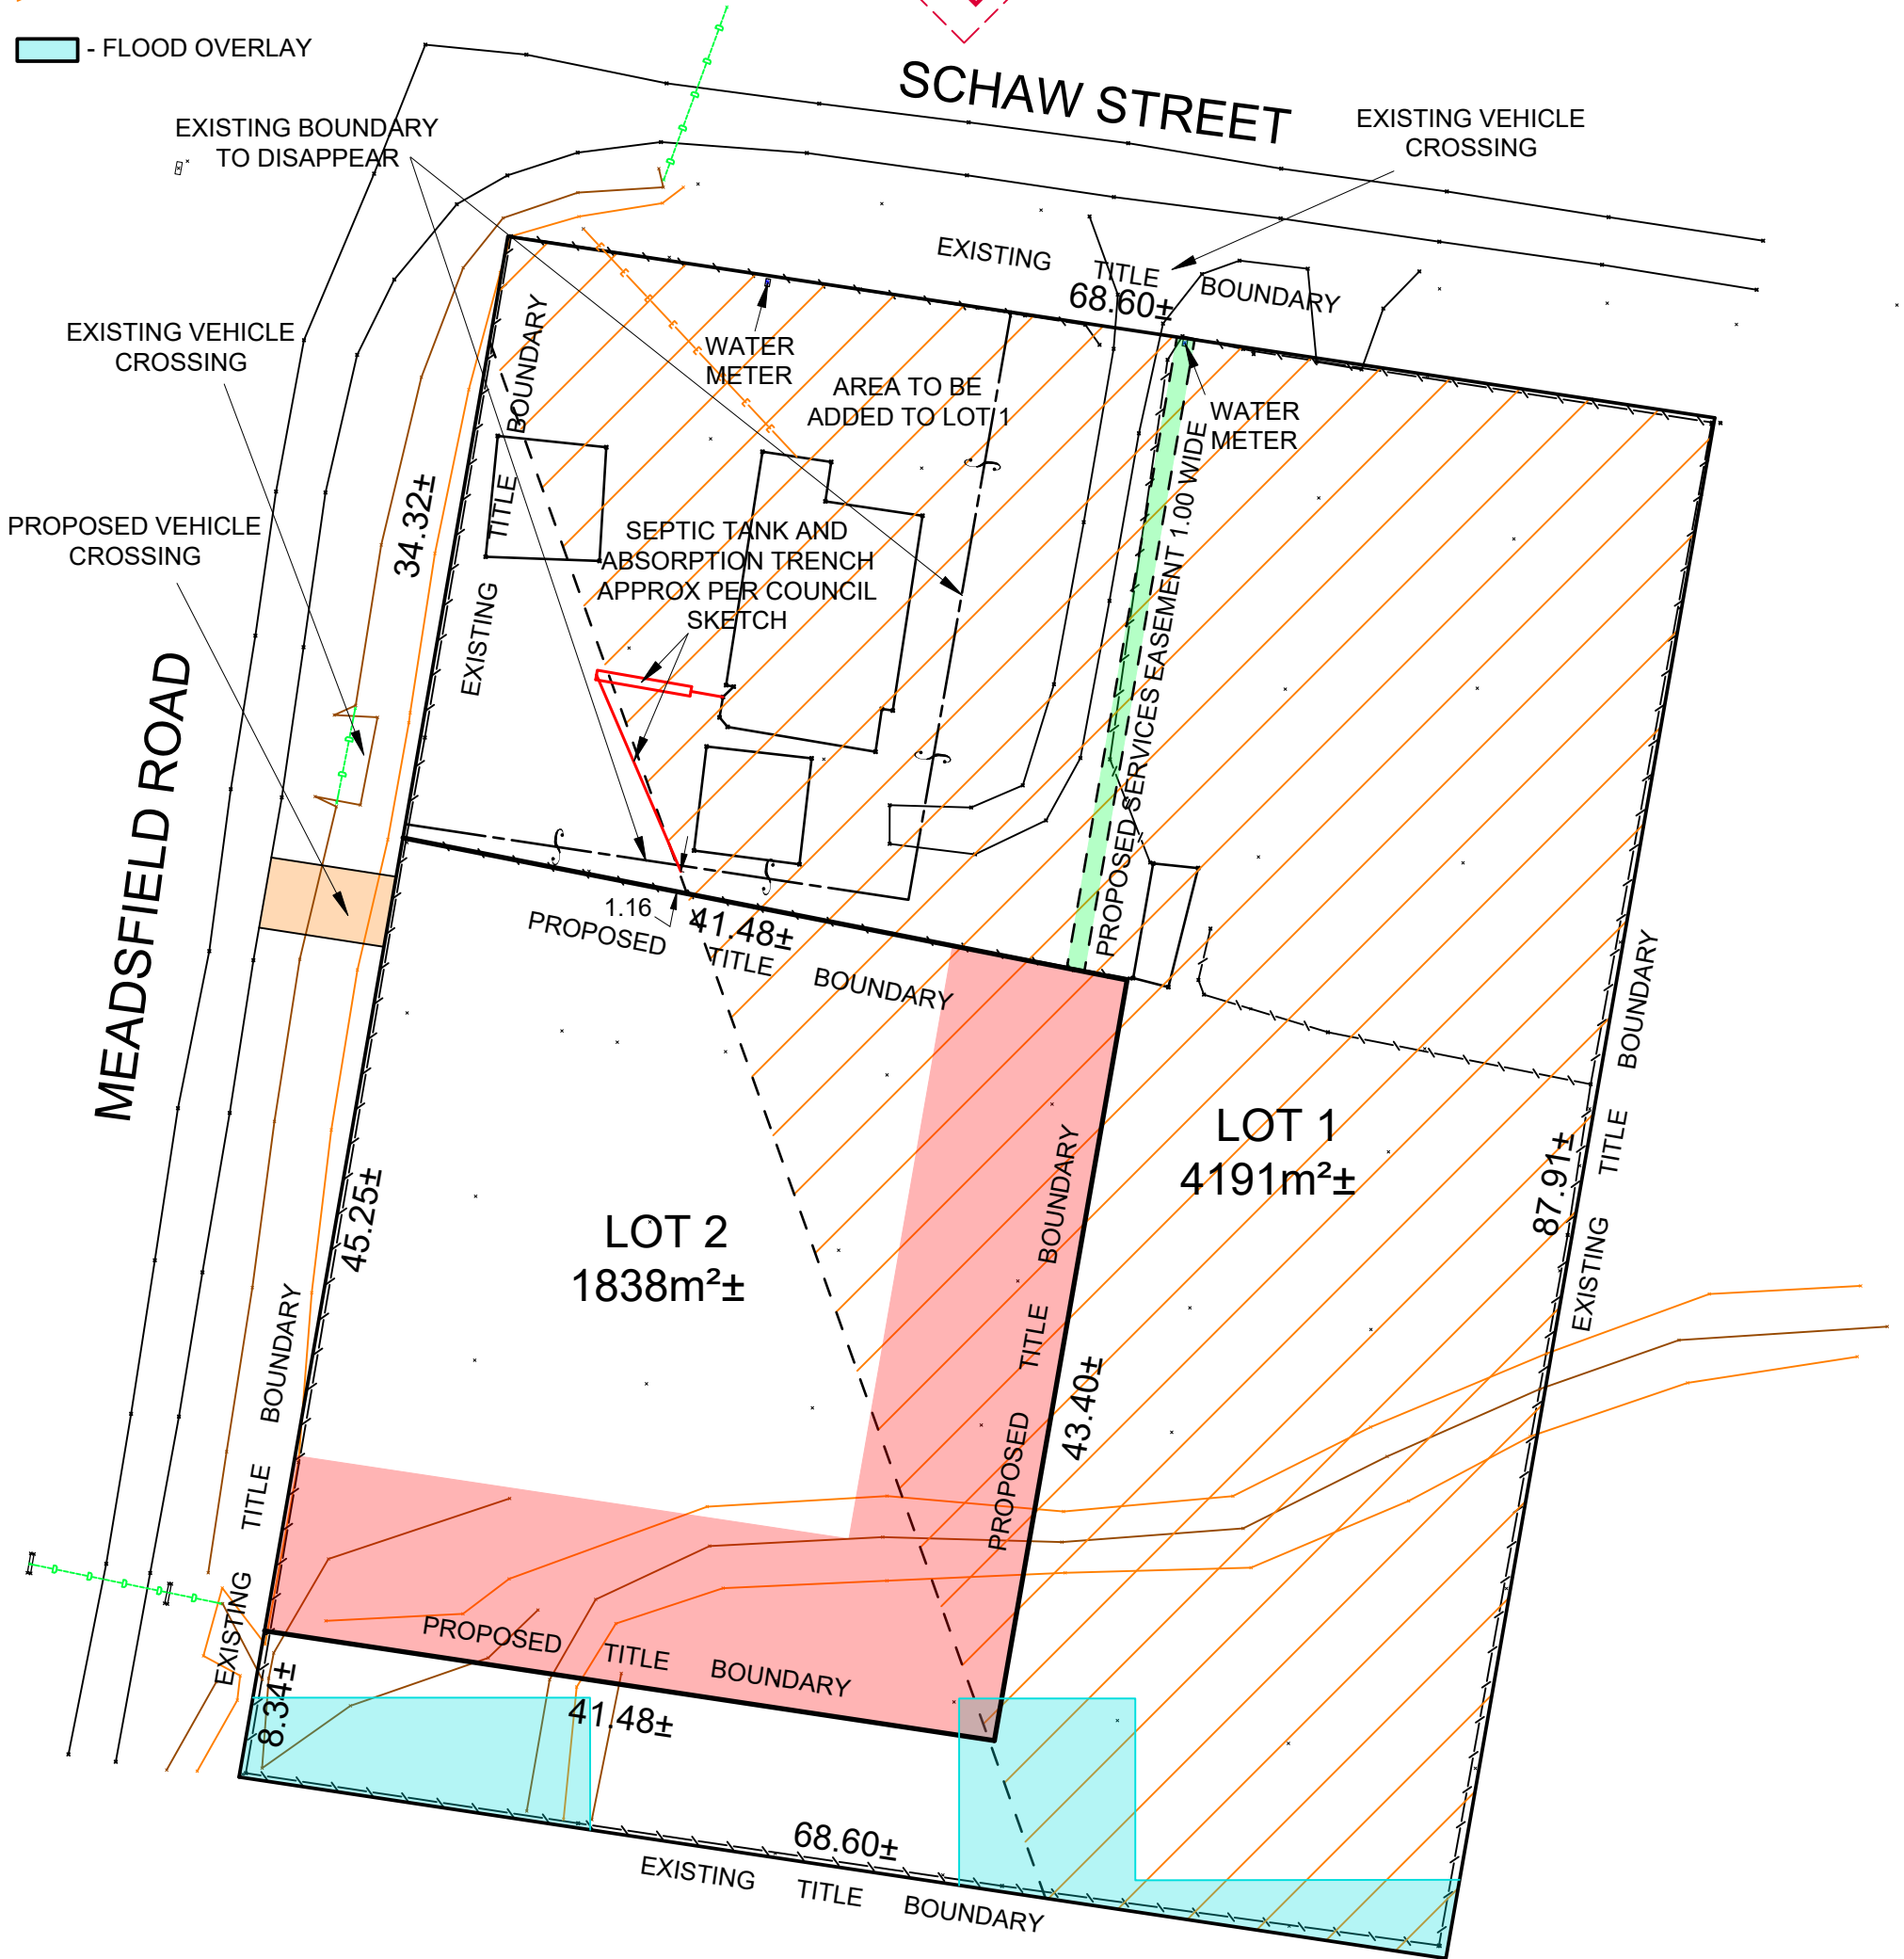 - FLOOD OVERLAY
SCHAW STREET
EXISTING BOUNDARY
TO DISAPPEAR
EXISTING VEHICLE
CROSSING
EXISTING TITLE BOUNDARY
68.60±
EXISTING VEHICLE
CROSSING
WATER
METER
AREA TO BE
ADDED TO LOT 1
WATER
METER
EXISTING TITLE BOUNDARY
34.32±
PROPOSED VEHICLE
CROSSING
SEPTIC TANK AND
ABSORPTION TRENCH
APPROX PER COUNCIL
SKETCH
PROPOSED SERVICES EASEMENT 1.00 WIDE
MEADSFIELD ROAD
1.16
41.48±
PROPOSED TITLE BOUNDARY
LOT 1
4191m²±
LOT 2
1838m²±
45.25±
EXISTING TITLE BOUNDARY
PROPOSED TITLE BOUNDARY
43.40±
87.91±
EXISTING TITLE BOUNDARY
PROPOSED TITLE BOUNDARY
41.48±
8.34±
68.60±
EXISTING TITLE BOUNDARY